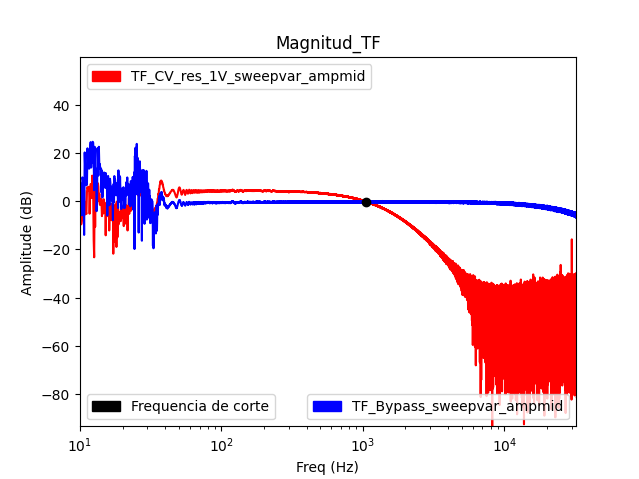 Magnitud_TF
TF_CV_res_1V_sweepvar_ampmid
Amplitude (dB)
40
20
0
−20
−40
−60
−80
Frequencia de corte
TF_Bypass_sweepvar_ampmid
10¹ 10² 10³ 10⁴
Freq (Hz)